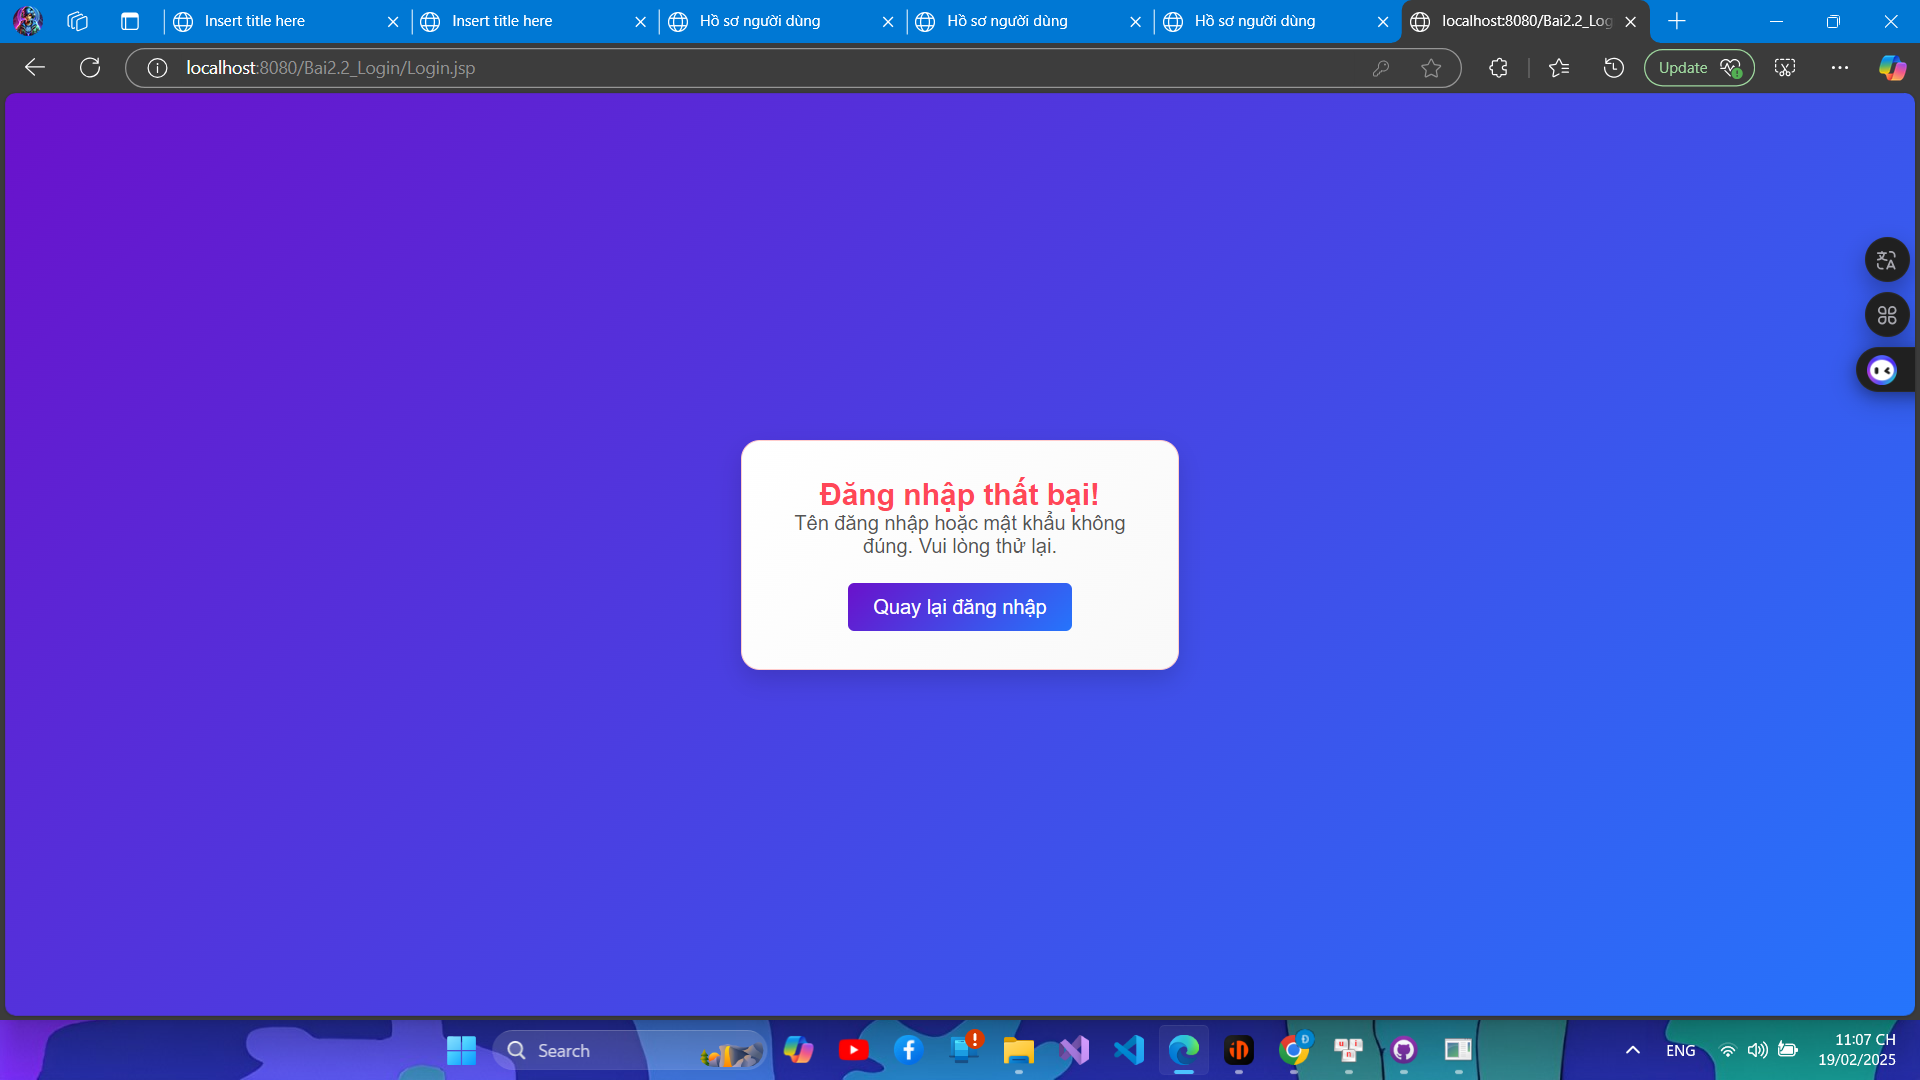 Insert title here
Insert title here
Hồ sơ người dùng
Hồ sơ người dùng
Hồ sơ người dùng
localhost:8080/Bai2.2_Log
localhost:8080/Bai2.2_Login/Login.jsp
Update
Đăng nhập thất bại!
Tên đăng nhập hoặc mật khẩu không
đúng. Vui lòng thử lại.
Quay lại đăng nhập
Search
ENG
11:07 CH
19/02/2025